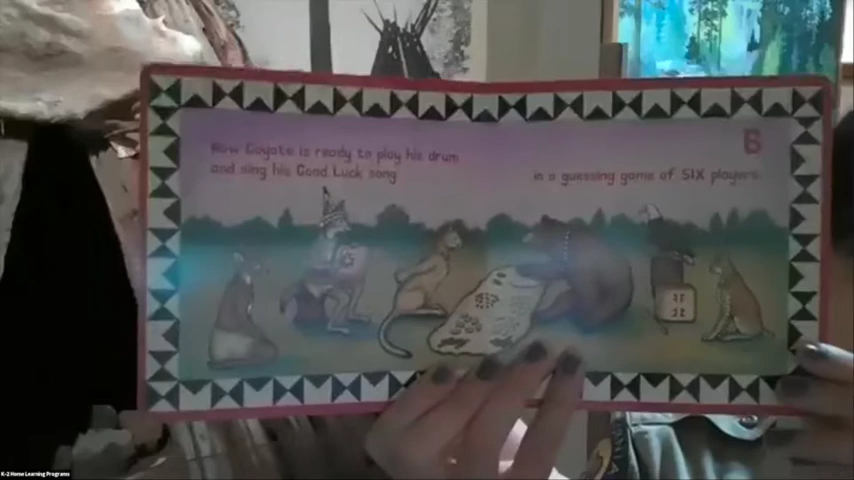 Now Coyote is ready to play his drum
and sing his Good Luck song
in a guessing game of SIX players.
6
K-2 Home Learning Programs